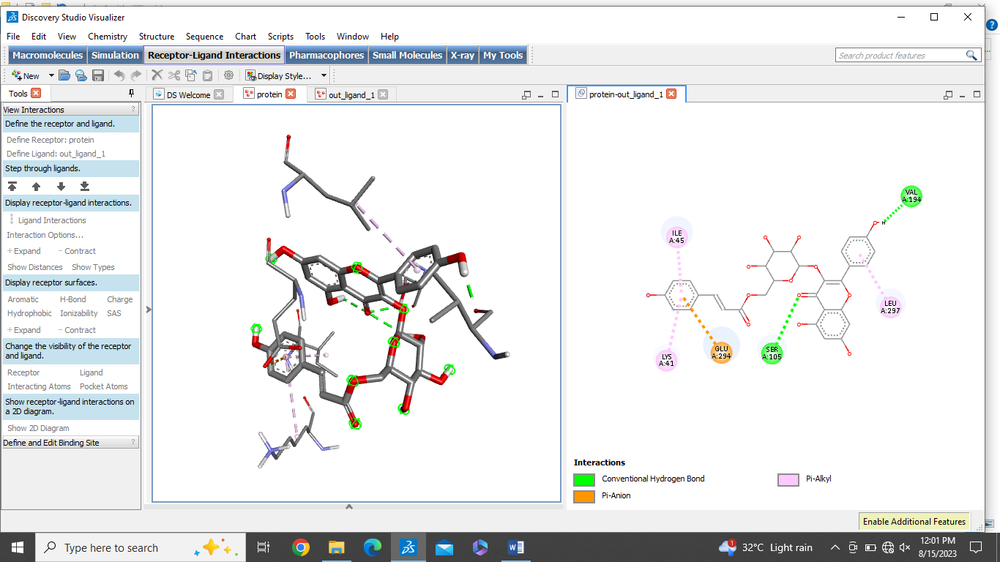 Discovery Studio Visualizer
File Edit View Chemistry Structure Sequence Chart Scripts Tools Window Help
Macromolecules Simulation Receptor-Ligand Interactions Pharmacophores Small Molecules X-ray My Tools
Search product features
New Display Style...
Tools
DS Welcome protein out_ligand_1 protein-out_ligand_1
View Interactions ?
Define the receptor and ligand.
Define Receptor: protein
Define Ligand: out_ligand_1
Step through ligands.
Display receptor-ligand interactions.
Ligand Interactions
Interaction Options...
+ Expand − Contract
Show Distances Show Types
Display receptor surfaces.
Aromatic H-Bond Charge
Hydrophobic Ionizability SAS
+ Expand − Contract
Change the visibility of the receptor
and ligand.
Receptor Ligand
Interacting Atoms Pocket Atoms
Show receptor-ligand interactions on
a 2D diagram.
Show 2D Diagram
Define and Edit Binding Site ?
VAL
A:194
H
ILE
A:45
LEU
A:297
LYS
A:41
GLU
A:294
SER
A:105
Interactions
Conventional Hydrogen Bond
Pi-Anion
Pi-Alkyl
Enable Additional Features
Type here to search
1
32°C Light rain
12:01 PM
8/15/2023